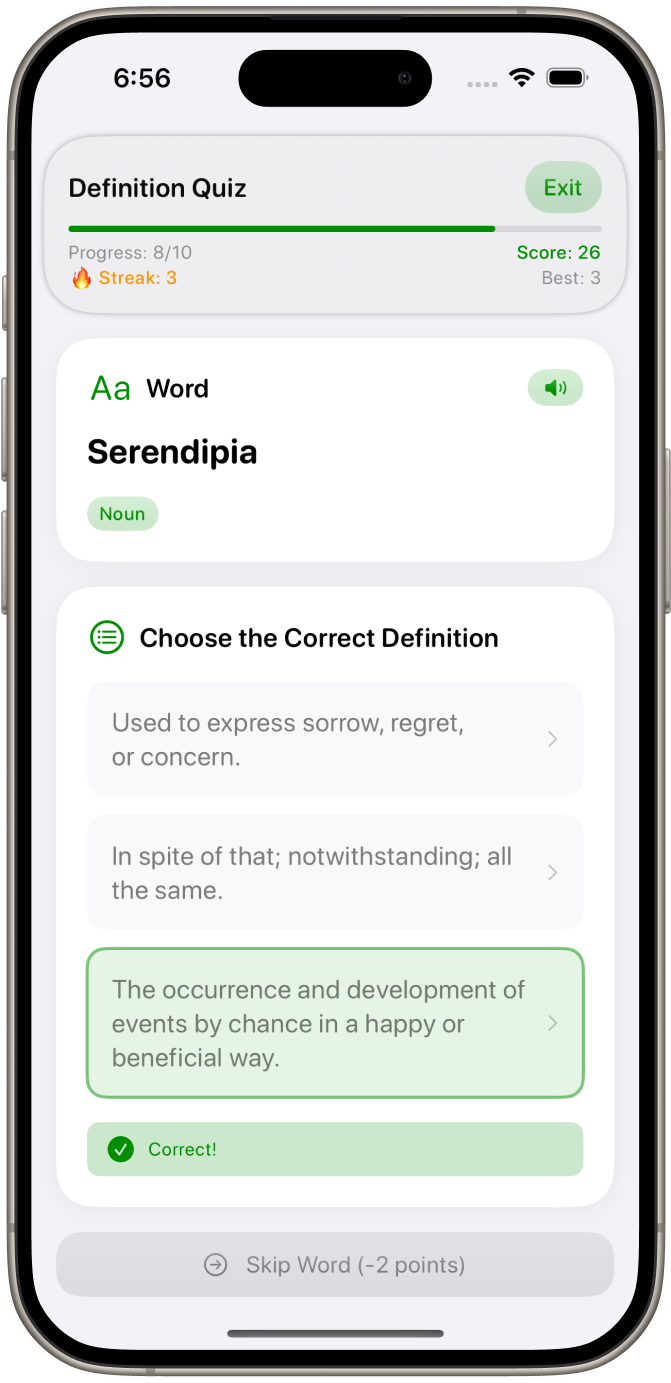 6:56
Definition Quiz
Exit
Progress: 8/10
Score: 26
🔥 Streak: 3
Best: 3
Aa Word
Serendipia
Noun
Choose the Correct Definition
Used to express sorrow, regret,
or concern.
In spite of that; notwithstanding; all
the same.
The occurrence and development of
events by chance in a happy or
beneficial way.
Correct!
Skip Word (-2 points)